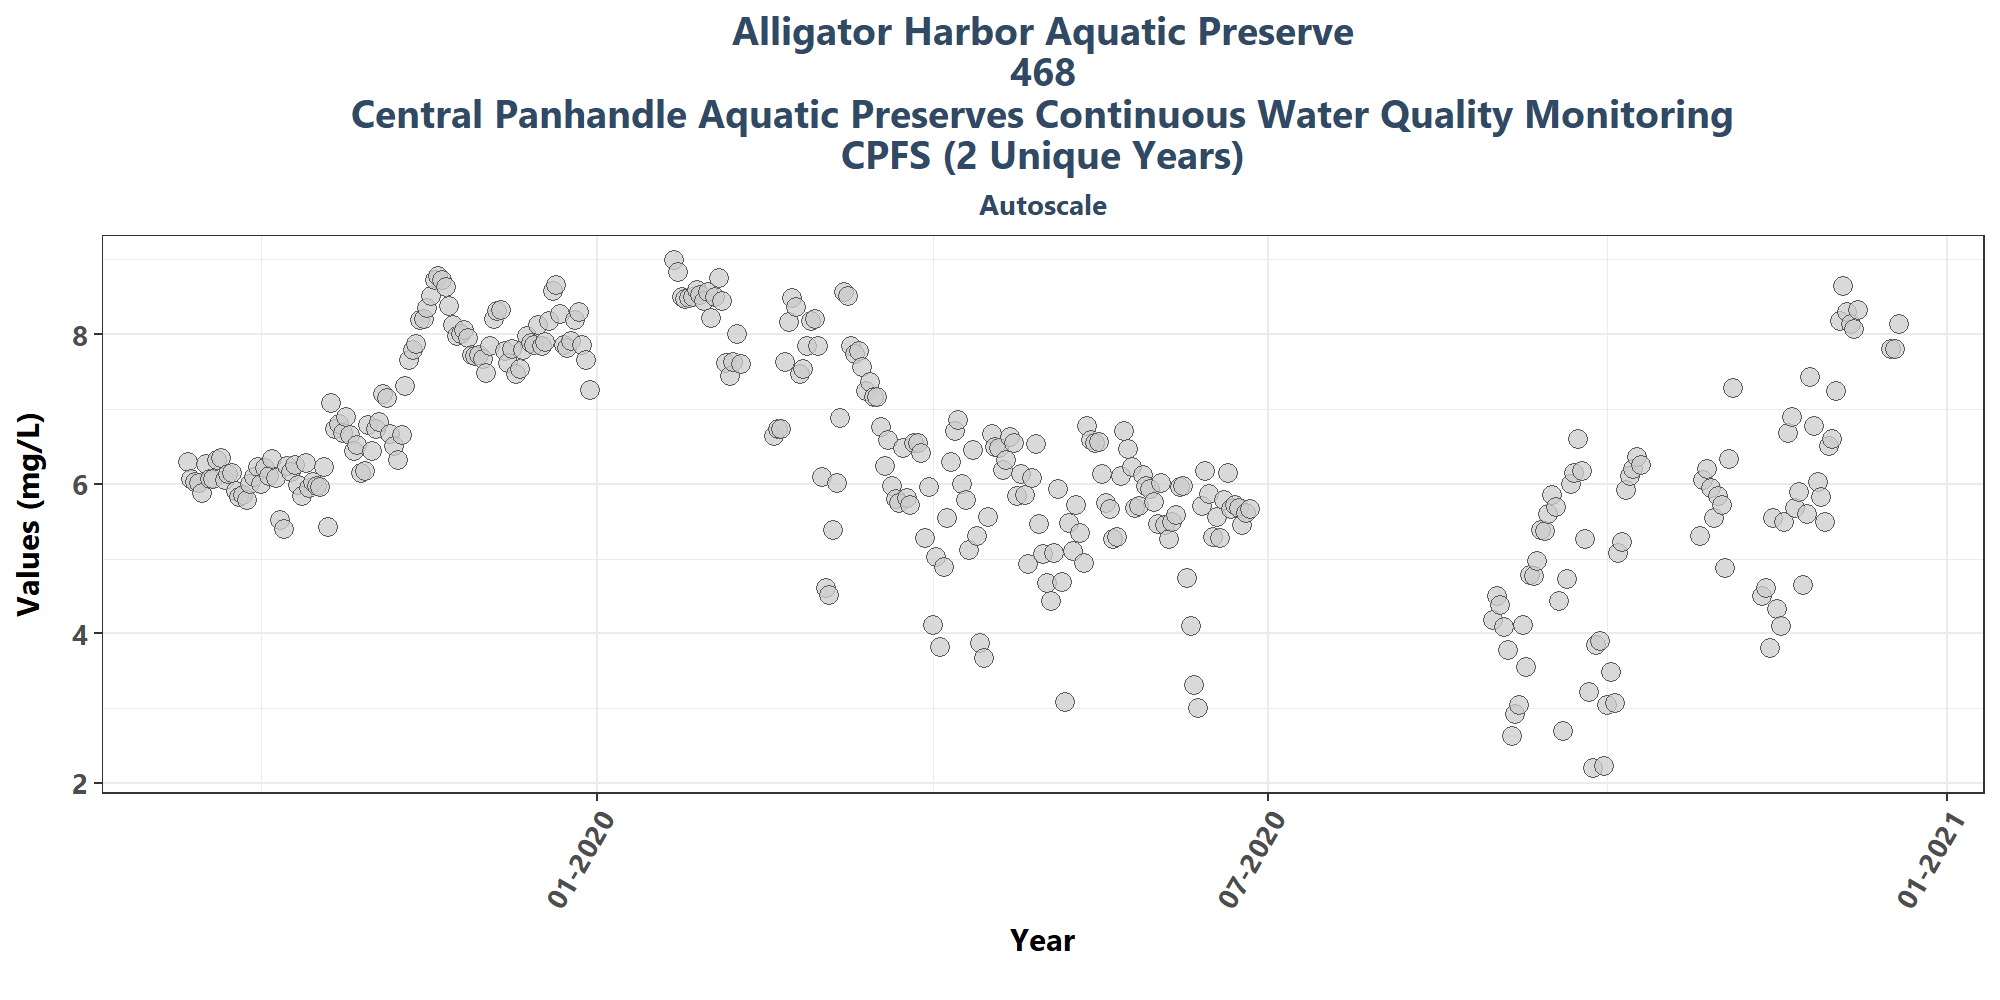 Alligator Harbor Aquatic Preserve
468
Central Panhandle Aquatic Preserves Continuous Water Quality Monitoring
CPFS (2 Unique Years)
Autoscale
Values (mg/L)
8
6
4
2
01-2020
07-2020
01-2021
Year